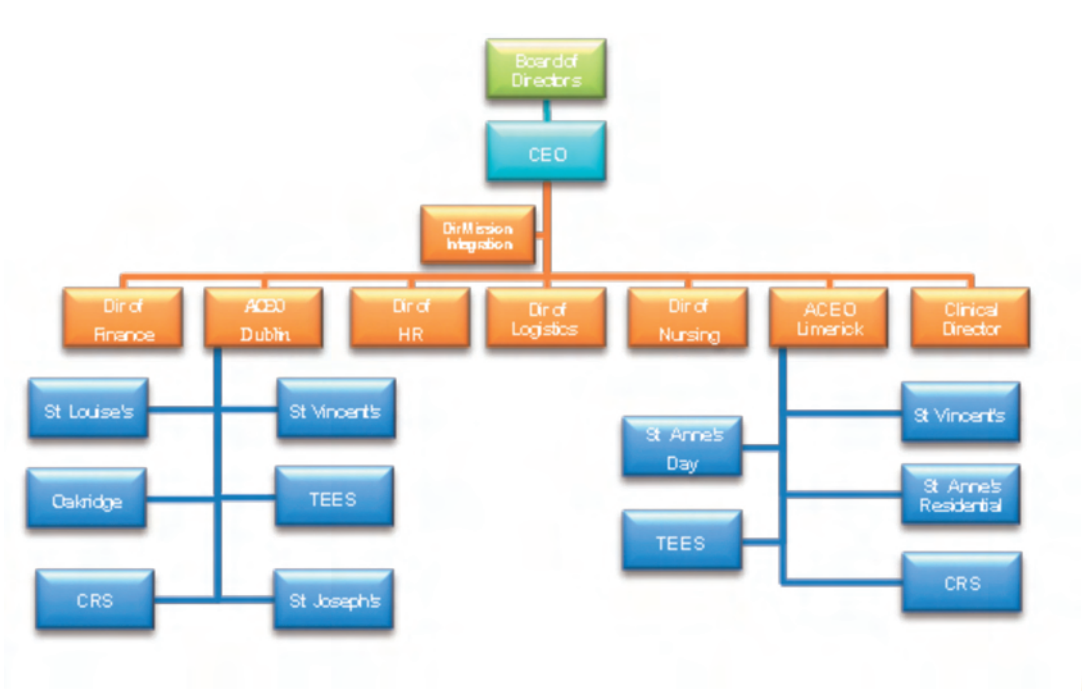 Board of
Directors
CEO
Dir Mission
Integration
Dir of
Finance
ACEO
Dublin
Dir of
HR
Dir of
Logistics
Dir of
Nursing
ACEO
Limerick
Clinical
Director
St Louise's
St Vincent's
Oakridge
TEES
CRS
St Joseph's
St Anne's
Day
St Vincent's
TEES
St Anne's
Residential
CRS